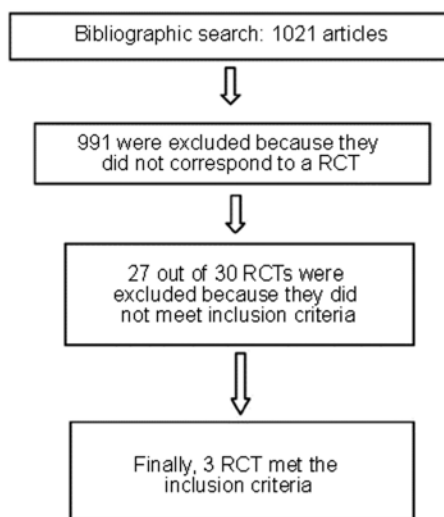 Bibliographic search: 1021 articles
991 were excluded because they
did not correspond to a RCT
27 out of 30 RCTs were
excluded because they did
not meet inclusion criteria
Finally, 3 RCT met the
inclusion criteria